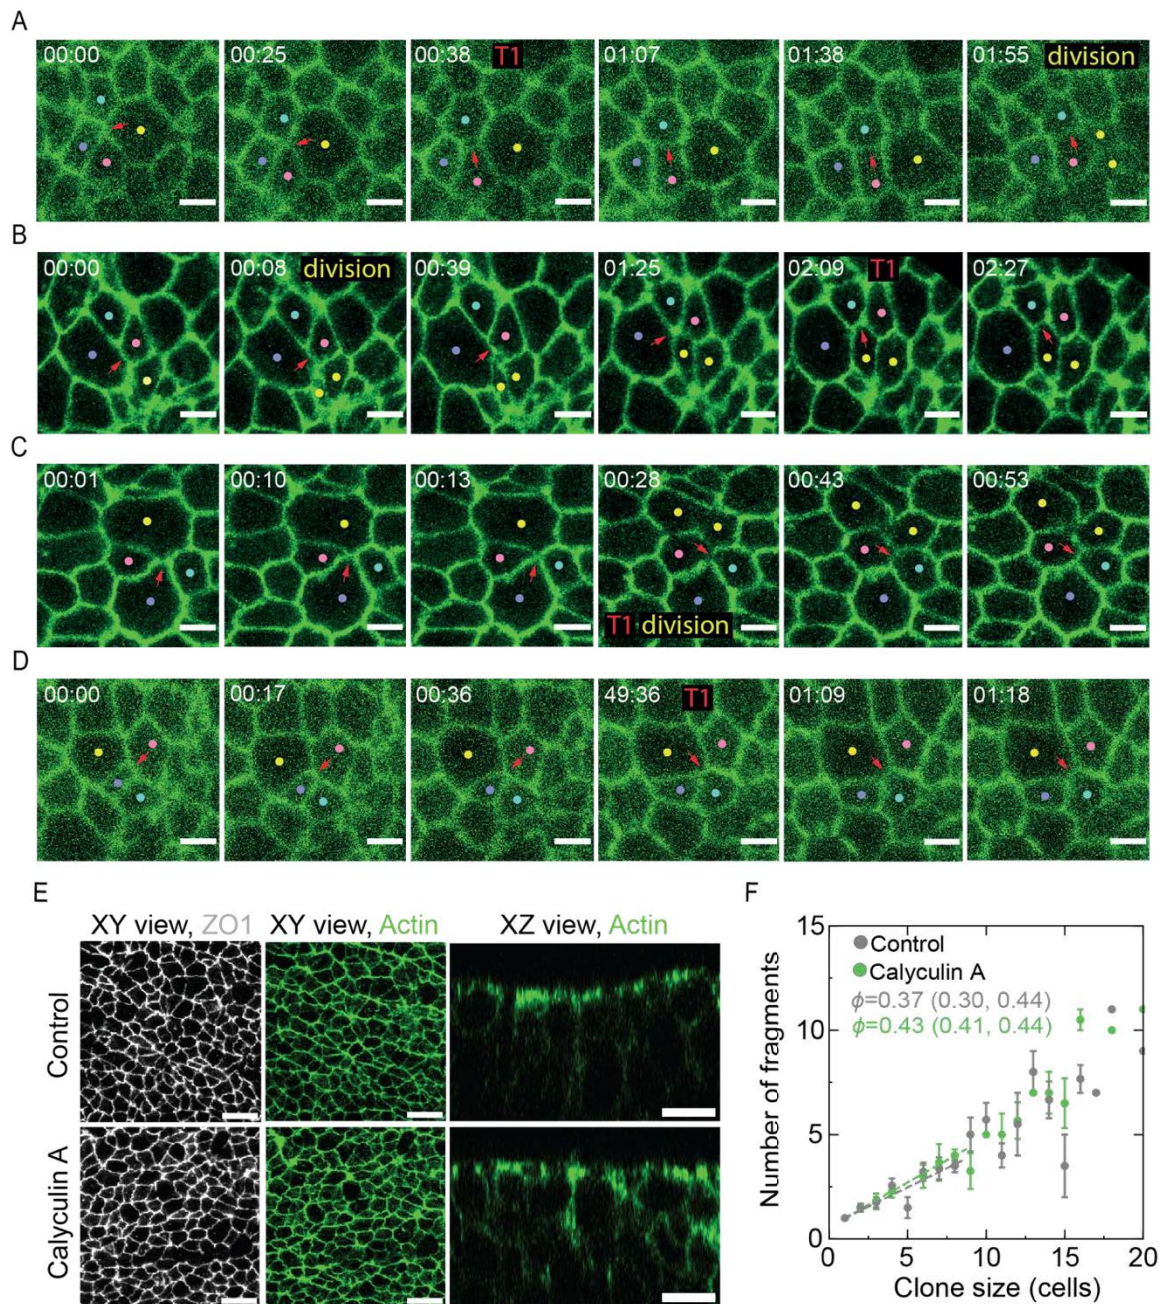 A
00:00 00:25 00:38 T1 01:07 01:38 01:55 division
B
00:00 00:08 division 00:39 01:25 02:09 T1 02:27
C
00:01 00:10 00:13 00:28 00:43 00:53
T1 division
D
00:00 00:17 00:36 49:36 T1 01:09 01:18
E
XY view, ZO1 XY view, Actin XZ view, Actin
Control
Calyculin A
F
Number of fragments
15
10
5
0
Control
Calyculin A
ϕ=0.37 (0.30, 0.44)
ϕ=0.43 (0.41, 0.44)
0 5 10 15 20
Clone size (cells)